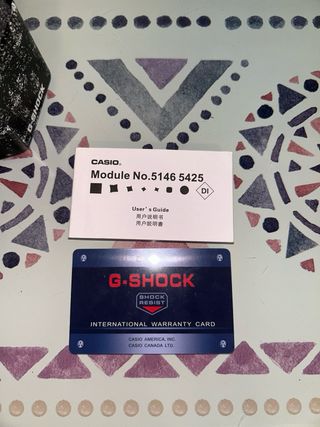 G-SHOCK
CASIO®
Module No.5146 5425
DI
User's Guide
用户说明书
用戶說明書
G-SHOCK
SHOCK
RESIST
INTERNATIONAL WARRANTY CARD
CASIO AMERICA, INC.
CASIO CANADA LTD.